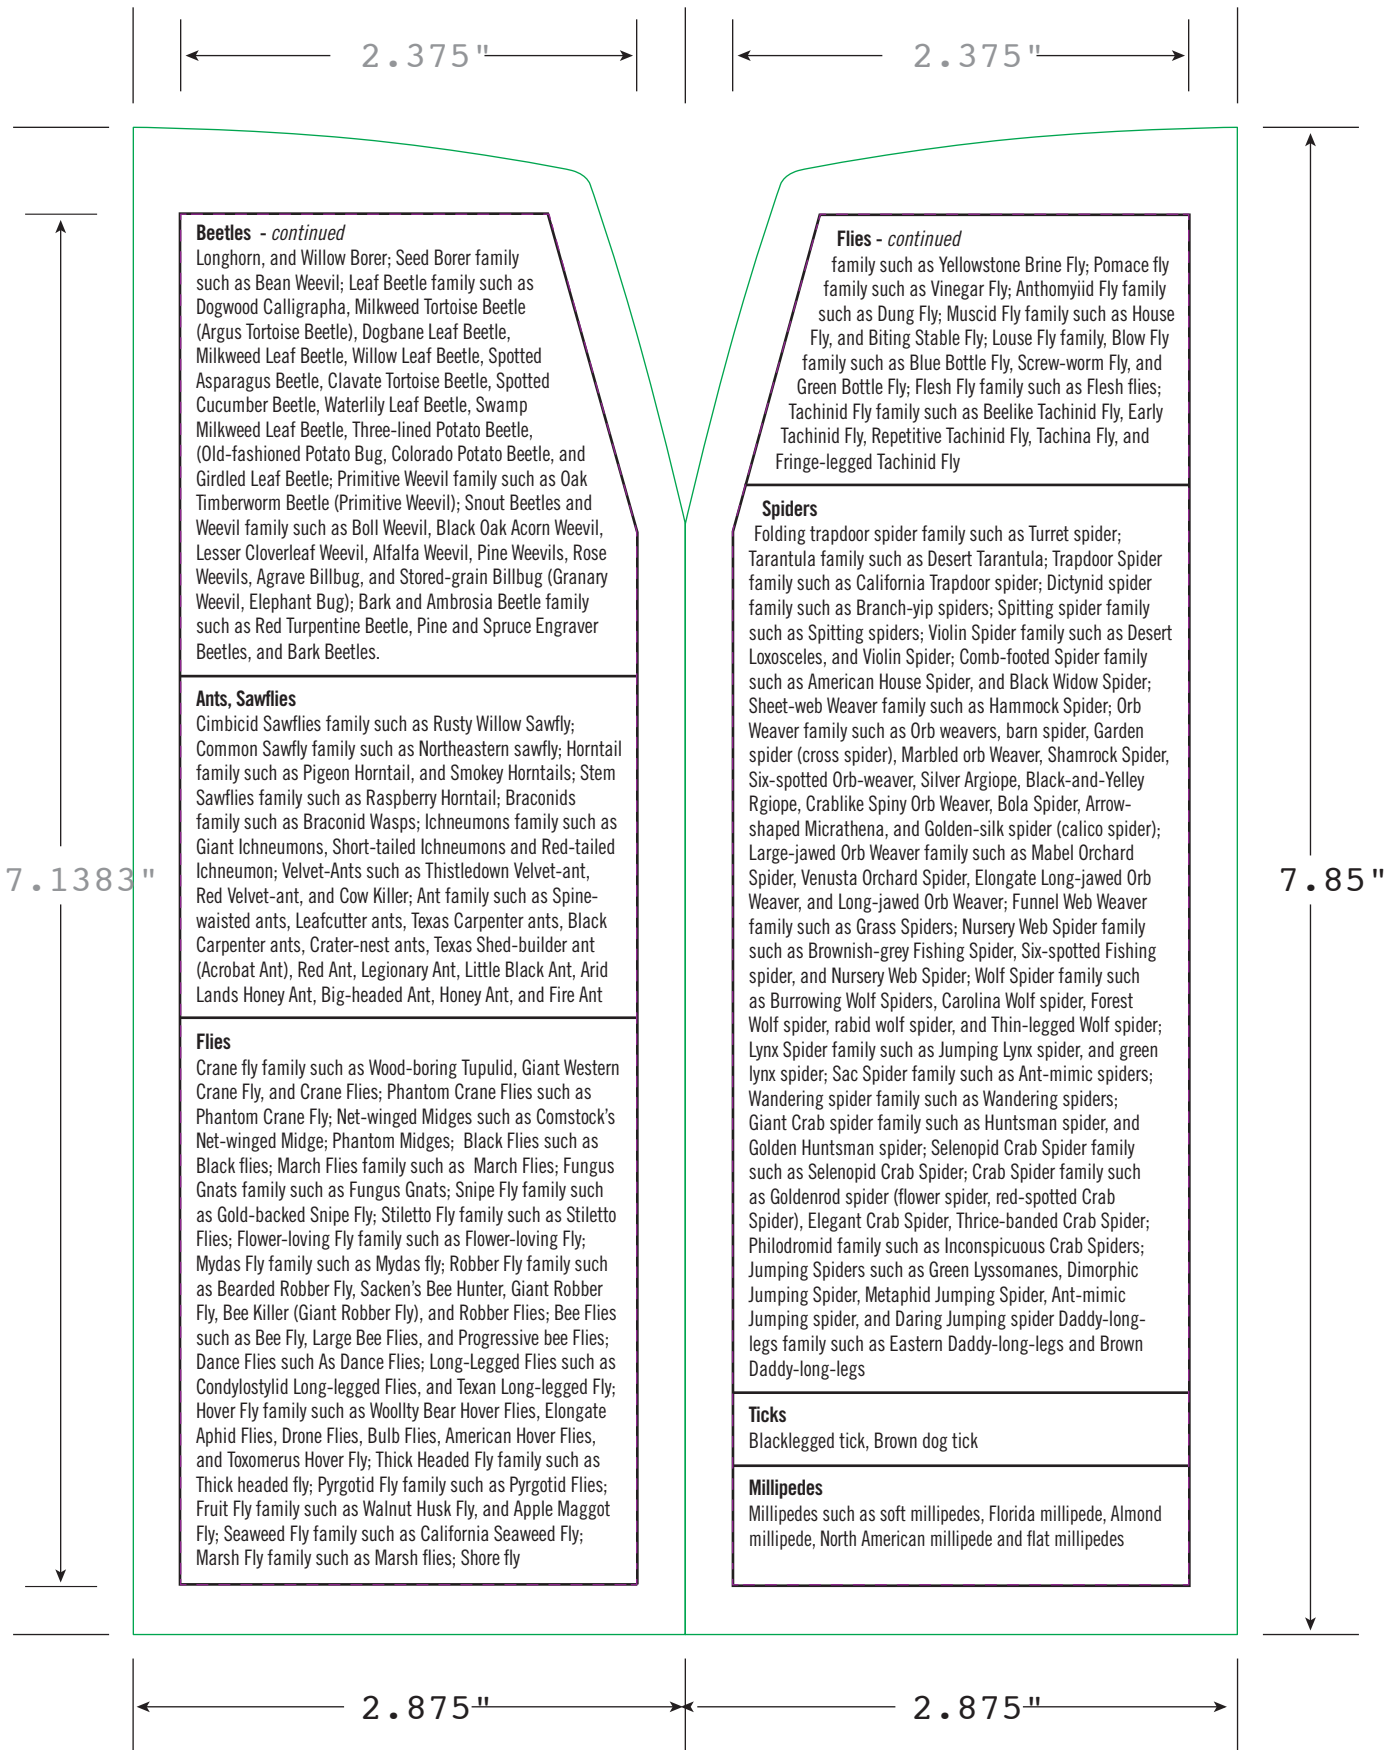 2.375"
2.375"
Beetles - continued
Longhorn, and Willow Borer; Seed Borer family
such as Bean Weevil; Leaf Beetle family such as
Dogwood Calligrapha, Milkweed Tortoise Beetle
(Argus Tortoise Beetle), Dogbane Leaf Beetle,
Milkweed Leaf Beetle, Willow Leaf Beetle, Spotted
Asparagus Beetle, Clavate Tortoise Beetle, Spotted
Cucumber Beetle, Waterlily Leaf Beetle, Swamp
Milkweed Leaf Beetle, Three-lined Potato Beetle,
(Old-fashioned Potato Bug, Colorado Potato Beetle, and
Girdled Leaf Beetle; Primitive Weevil family such as Oak
Timberworm Beetle (Primitive Weevil); Snout Beetles and
Weevil family such as Boll Weevil, Black Oak Acorn Weevil,
Lesser Cloverleaf Weevil, Alfalfa Weevil, Pine Weevils, Rose
Weevils, Agrave Billbug, and Stored-grain Billbug (Granary
Weevil, Elephant Bug); Bark and Ambrosia Beetle family
such as Red Turpentine Beetle, Pine and Spruce Engraver
Beetles, and Bark Beetles.
Ants, Sawflies
Cimbicid Sawflies family such as Rusty Willow Sawfly;
Common Sawfly family such as Northeastern sawfly; Horntail
family such as Pigeon Horntail, and Smokey Horntails; Stem
Sawflies family such as Raspberry Horntail; Braconids
family such as Braconid Wasps; Ichneumons family such as
Giant Ichneumons, Short-tailed Ichneumons and Red-tailed
Ichneumon; Velvet-Ants such as Thistledown Velvet-ant,
Red Velvet-ant, and Cow Killer; Ant family such as Spine-
waisted ants, Leafcutter ants, Texas Carpenter ants, Black
Carpenter ants, Crater-nest ants, Texas Shed-builder ant
(Acrobat Ant), Red Ant, Legionary Ant, Little Black Ant, Arid
Lands Honey Ant, Big-headed Ant, Honey Ant, and Fire Ant
Flies
Crane fly family such as Wood-boring Tupulid, Giant Western
Crane Fly, and Crane Flies; Phantom Crane Flies such as
Phantom Crane Fly; Net-winged Midges such as Comstock's
Net-winged Midge; Phantom Midges; Black Flies such as
Black flies; March Flies family such as March Flies; Fungus
Gnats family such as Fungus Gnats; Snipe Fly family such
as Gold-backed Snipe Fly; Stiletto Fly family such as Stiletto
Flies; Flower-loving Fly family such as Flower-loving Fly;
Mydas Fly family such as Mydas fly; Robber Fly family such
as Bearded Robber Fly, Sacken's Bee Hunter, Giant Robber
Fly, Bee Killer (Giant Robber Fly), and Robber Flies; Bee Flies
such as Bee Fly, Large Bee Flies, and Progressive bee Flies;
Dance Flies such As Dance Flies; Long-Legged Flies such as
Condylostylid Long-legged Flies, and Texan Long-legged Fly;
Hover Fly family such as Woollty Bear Hover Flies, Elongate
Aphid Flies, Drone Flies, Bulb Flies, American Hover Flies,
and Toxomerus Hover Fly; Thick Headed Fly family such as
Thick headed fly; Pyrgotid Fly family such as Pyrgotid Flies;
Fruit Fly family such as Walnut Husk Fly, and Apple Maggot
Fly; Seaweed Fly family such as California Seaweed Fly;
Marsh Fly family such as Marsh flies; Shore fly
Flies - continued
family such as Yellowstone Brine Fly; Pomace fly
family such as Vinegar Fly; Anthomyiid Fly family
such as Dung Fly; Muscid Fly family such as House
Fly, and Biting Stable Fly; Louse Fly family, Blow Fly
family such as Blue Bottle Fly, Screw-worm Fly, and
Green Bottle Fly; Flesh Fly family such as Flesh flies;
Tachinid Fly family such as Beelike Tachinid Fly, Early
Tachinid Fly, Repetitive Tachinid Fly, Tachina Fly, and
Fringe-legged Tachinid Fly
Spiders
Folding trapdoor spider family such as Turret spider;
Tarantula family such as Desert Tarantula; Trapdoor Spider
family such as California Trapdoor spider; Dictynid spider
family such as Branch-yip spiders; Spitting spider family
such as Spitting spiders; Violin Spider family such as Desert
Loxosceles, and Violin Spider; Comb-footed Spider family
such as American House Spider, and Black Widow Spider;
Sheet-web Weaver family such as Hammock Spider; Orb
Weaver family such as Orb weavers, barn spider, Garden
spider (cross spider), Marbled orb Weaver, Shamrock Spider,
Six-spotted Orb-weaver, Silver Argiope, Black-and-Yelley
Rgiope, Crablike Spiny Orb Weaver, Bola Spider, Arrow-
shaped Micrathena, and Golden-silk spider (calico spider);
Large-jawed Orb Weaver family such as Mabel Orchard
Spider, Venusta Orchard Spider, Elongate Long-jawed Orb
Weaver, and Long-jawed Orb Weaver; Funnel Web Weaver
family such as Grass Spiders; Nursery Web Spider family
such as Brownish-grey Fishing Spider, Six-spotted Fishing
spider, and Nursery Web Spider; Wolf Spider family such
as Burrowing Wolf Spiders, Carolina Wolf spider, Forest
Wolf spider, rabid wolf spider, and Thin-legged Wolf spider;
Lynx Spider family such as Jumping Lynx spider, and green
lynx spider; Sac Spider family such as Ant-mimic spiders;
Wandering spider family such as Wandering spiders;
Giant Crab spider family such as Huntsman spider, and
Golden Huntsman spider; Selenopid Crab Spider family
such as Selenopid Crab Spider; Crab Spider family such
as Goldenrod spider (flower spider, red-spotted Crab
Spider), Elegant Crab Spider, Thrice-banded Crab Spider;
Philodromid family such as Inconspicuous Crab Spiders;
Jumping Spiders such as Green Lyssomanes, Dimorphic
Jumping Spider, Metaphid Jumping Spider, Ant-mimic
Jumping spider, and Daring Jumping spider Daddy-long-
legs family such as Eastern Daddy-long-legs and Brown
Daddy-long-legs
Ticks
Blacklegged tick, Brown dog tick
Millipedes
Millipedes such as soft millipedes, Florida millipede, Almond
millipede, North American millipede and flat millipedes
7.1383"
7.85"
2.875"
2.875"